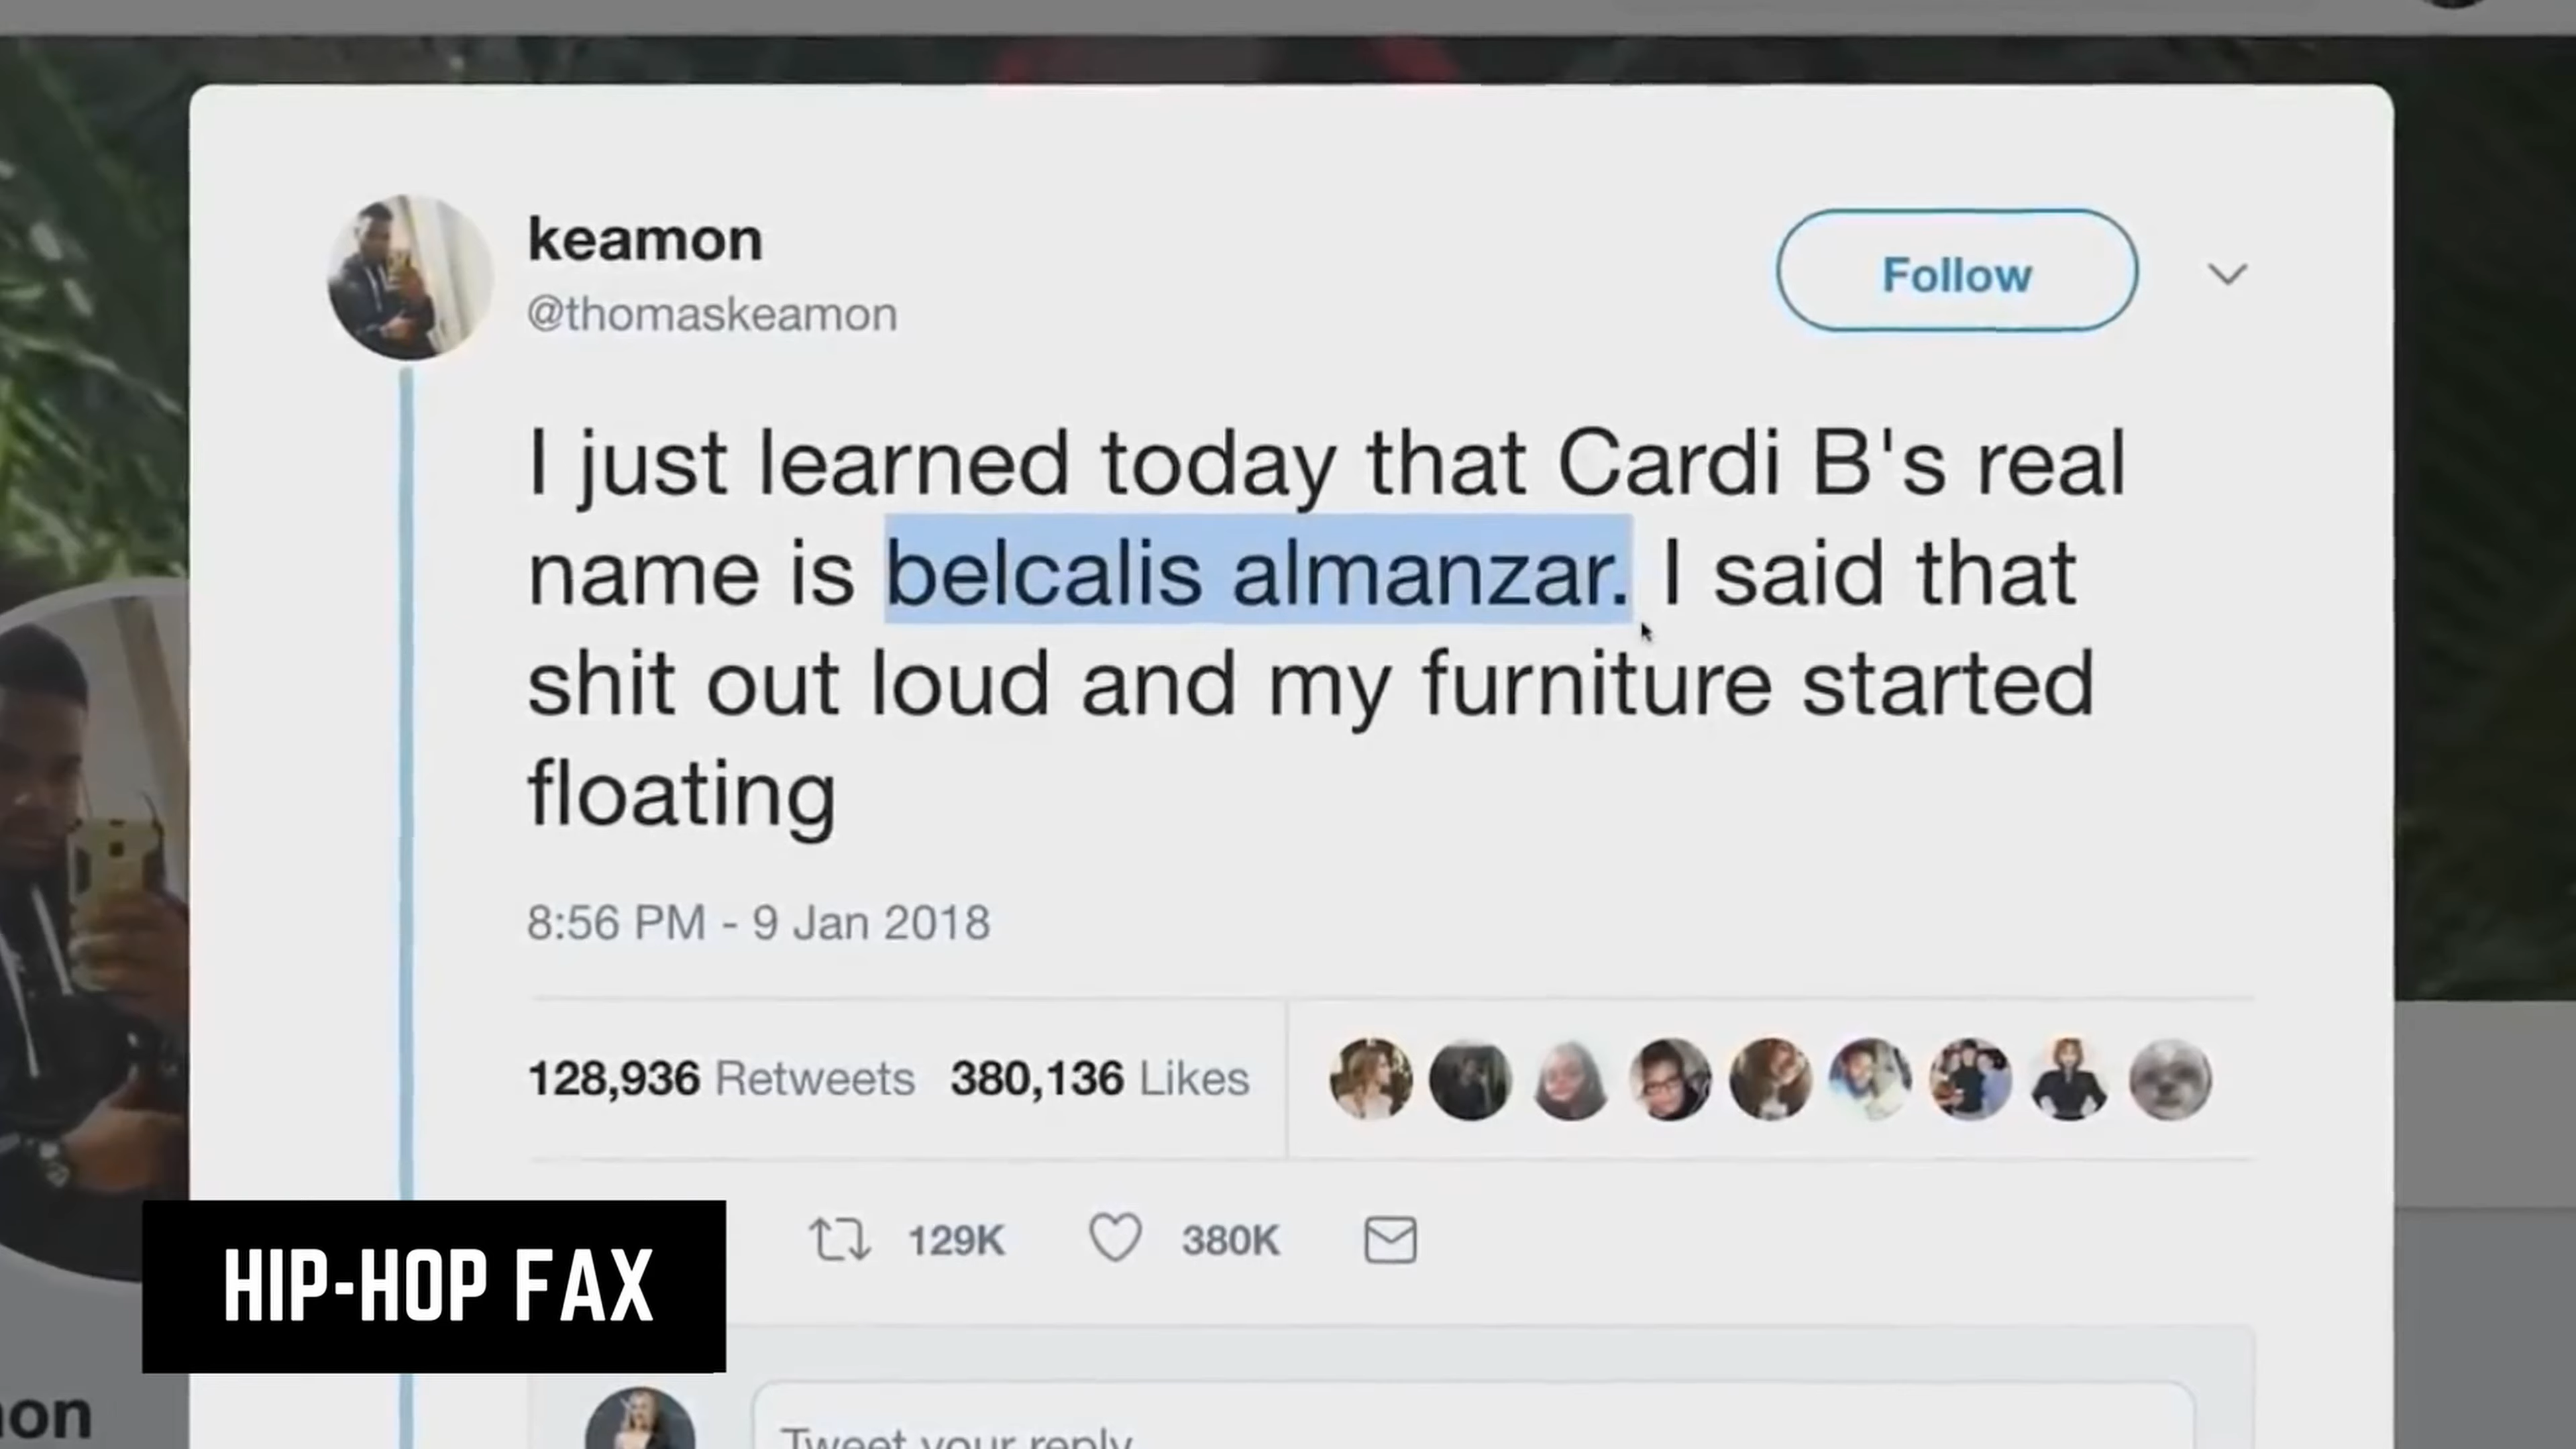 keamon
@thomaskeamon
Follow
I just learned today that Cardi B's real
name is belcalis almanzar. I said that
shit out loud and my furniture started
floating
8:56 PM - 9 Jan 2018
128,936 Retweets 380,136 Likes
129K 380K
HIP-HOP FAX
Tweet your reply